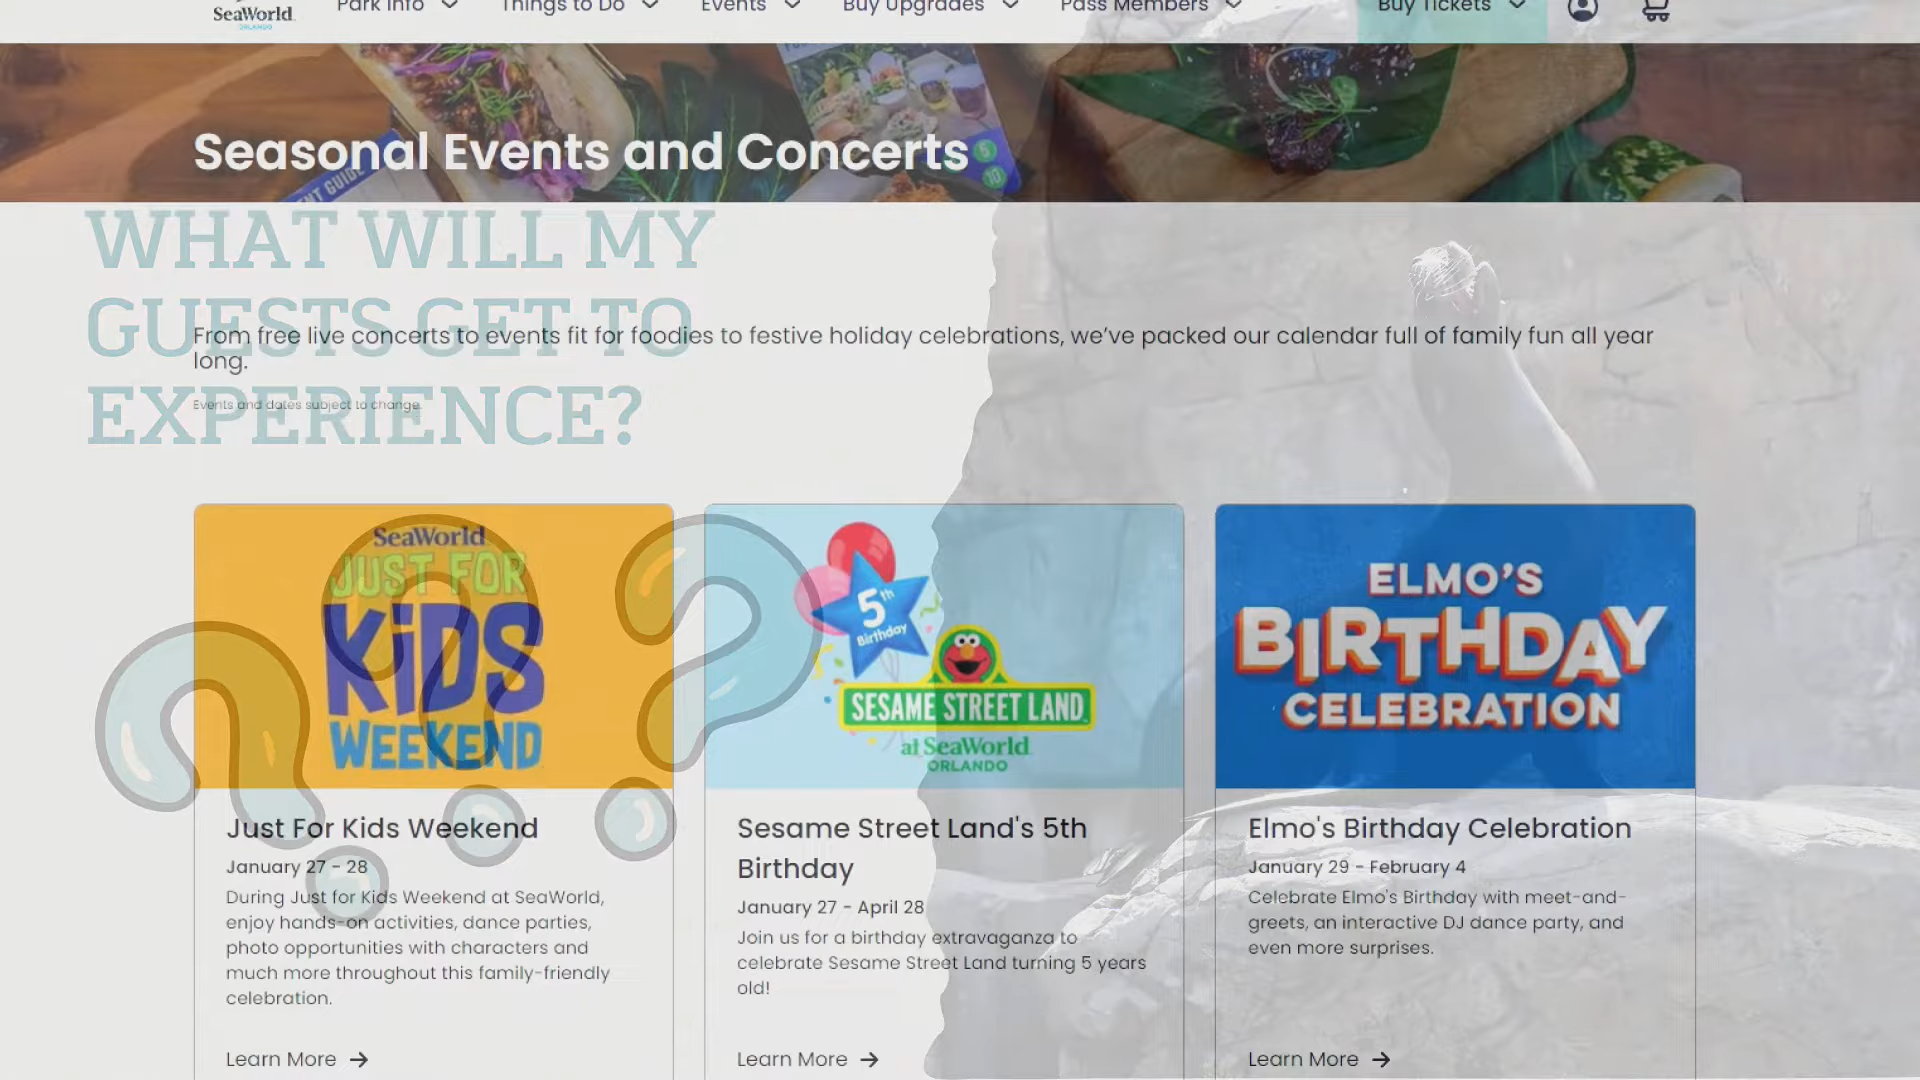 SeaWorld
ORLANDO
Park Info
Things to Do
Events
Buy Upgrades
Pass Members
Buy Tickets
Seasonal Events and Concerts
GUIDE
5
10
WHAT WILL MY
GUESTS GET TO
EXPERIENCE?
From free live concerts to events fit for foodies to festive holiday celebrations, we’ve packed our calendar full of family fun all year
long.
Events and dates subject to change.
SeaWorld
JUST FOR
KiDS
WEEKEND
5th
Birthday
SESAME STREET LAND
at SeaWorld
ORLANDO
ELMO’S
BIRTHDAY
CELEBRATION
Just For Kids Weekend
January 27 - 28
During Just for Kids Weekend at SeaWorld,
enjoy hands-on activities, dance parties,
photo opportunities with characters and
much more throughout this family-friendly
celebration.
Learn More
Sesame Street Land's 5th
Birthday
January 27 - April 28
Join us for a birthday extravaganza to
celebrate Sesame Street Land turning 5 years
old!
Learn More
Elmo's Birthday Celebration
January 29 - February 4
Celebrate Elmo's Birthday with meet-and-
greets, an interactive DJ dance party, and
even more surprises.
Learn More